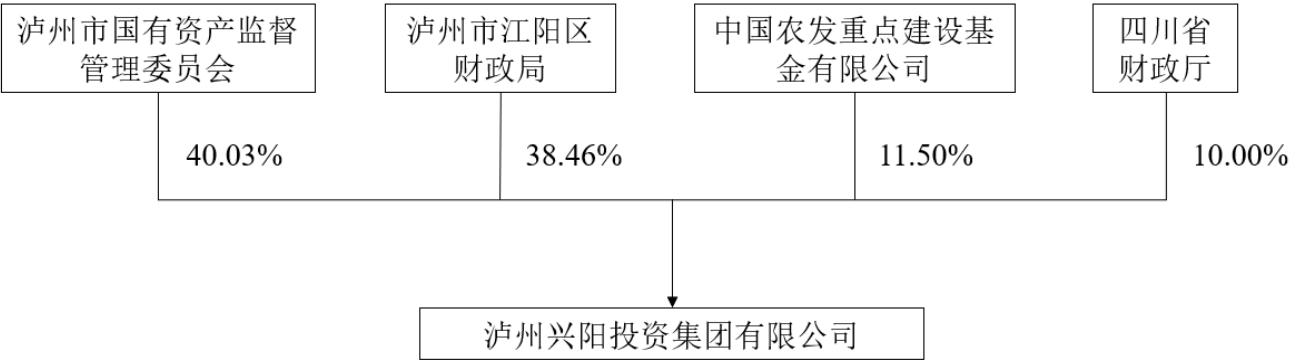 泸州市国有资产监督
管理委员会
泸州市江阳区
财政局
中国农发重点建设基
金有限公司
四川省
财政厅
40.03%
38.46%
11.50%
10.00%
泸州兴阳投资集团有限公司